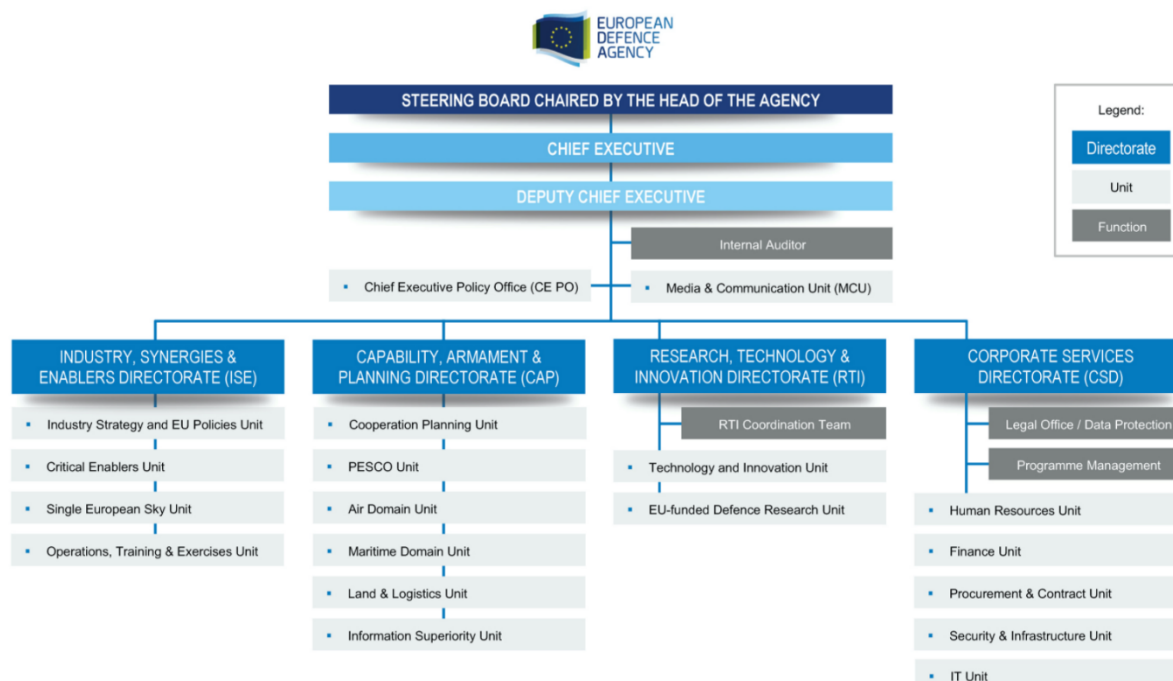 EUROPEAN
DEFENCE
AGENCY
STEERING BOARD CHAIRED BY THE HEAD OF THE AGENCY
CHIEF EXECUTIVE
DEPUTY CHIEF EXECUTIVE
Internal Auditor
▪ Chief Executive Policy Office (CE PO)
▪ Media & Communication Unit (MCU)
Legend:
Directorate
Unit
Function
INDUSTRY, SYNERGIES &
ENABLERS DIRECTORATE (ISE)
▪ Industry Strategy and EU Policies Unit
▪ Critical Enablers Unit
▪ Single European Sky Unit
▪ Operations, Training & Exercises Unit
CAPABILITY, ARMAMENT &
PLANNING DIRECTORATE (CAP)
▪ Cooperation Planning Unit
▪ PESCO Unit
▪ Air Domain Unit
▪ Maritime Domain Unit
▪ Land & Logistics Unit
▪ Information Superiority Unit
RESEARCH, TECHNOLOGY &
INNOVATION DIRECTORATE (RTI)
RTI Coordination Team
▪ Technology and Innovation Unit
▪ EU-funded Defence Research Unit
CORPORATE SERVICES
DIRECTORATE (CSD)
Legal Office / Data Protection
Programme Management
▪ Human Resources Unit
▪ Finance Unit
▪ Procurement & Contract Unit
▪ Security & Infrastructure Unit
▪ IT Unit